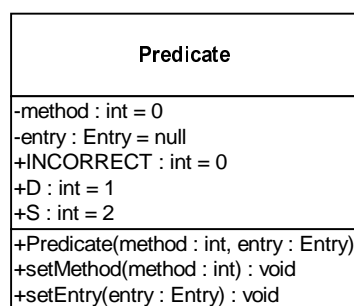 Predicate
-method : int = 0
-entry : Entry = null
+INCORRECT : int = 0
+D : int = 1
+S : int = 2
+Predicate(method : int, entry : Entry)
+setMethod(method : int) : void
+setEntry(entry : Entry) : void